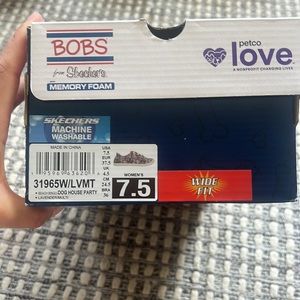 BOBS
from Skechers
MEMORY FOAM
petco
love
A NONPROFIT CHANGING LIVES
SKECHERS
MACHINE
WASHABLE
MADE IN CHINA
31965W/LVMT
DOG HOUSE PARTY
LAVENDER/MULTI
USA 7.5
EUR 37.5
UK 4.5
CM 24.5
BRA 36
WOMEN'S
7.5
WIDE
FIT